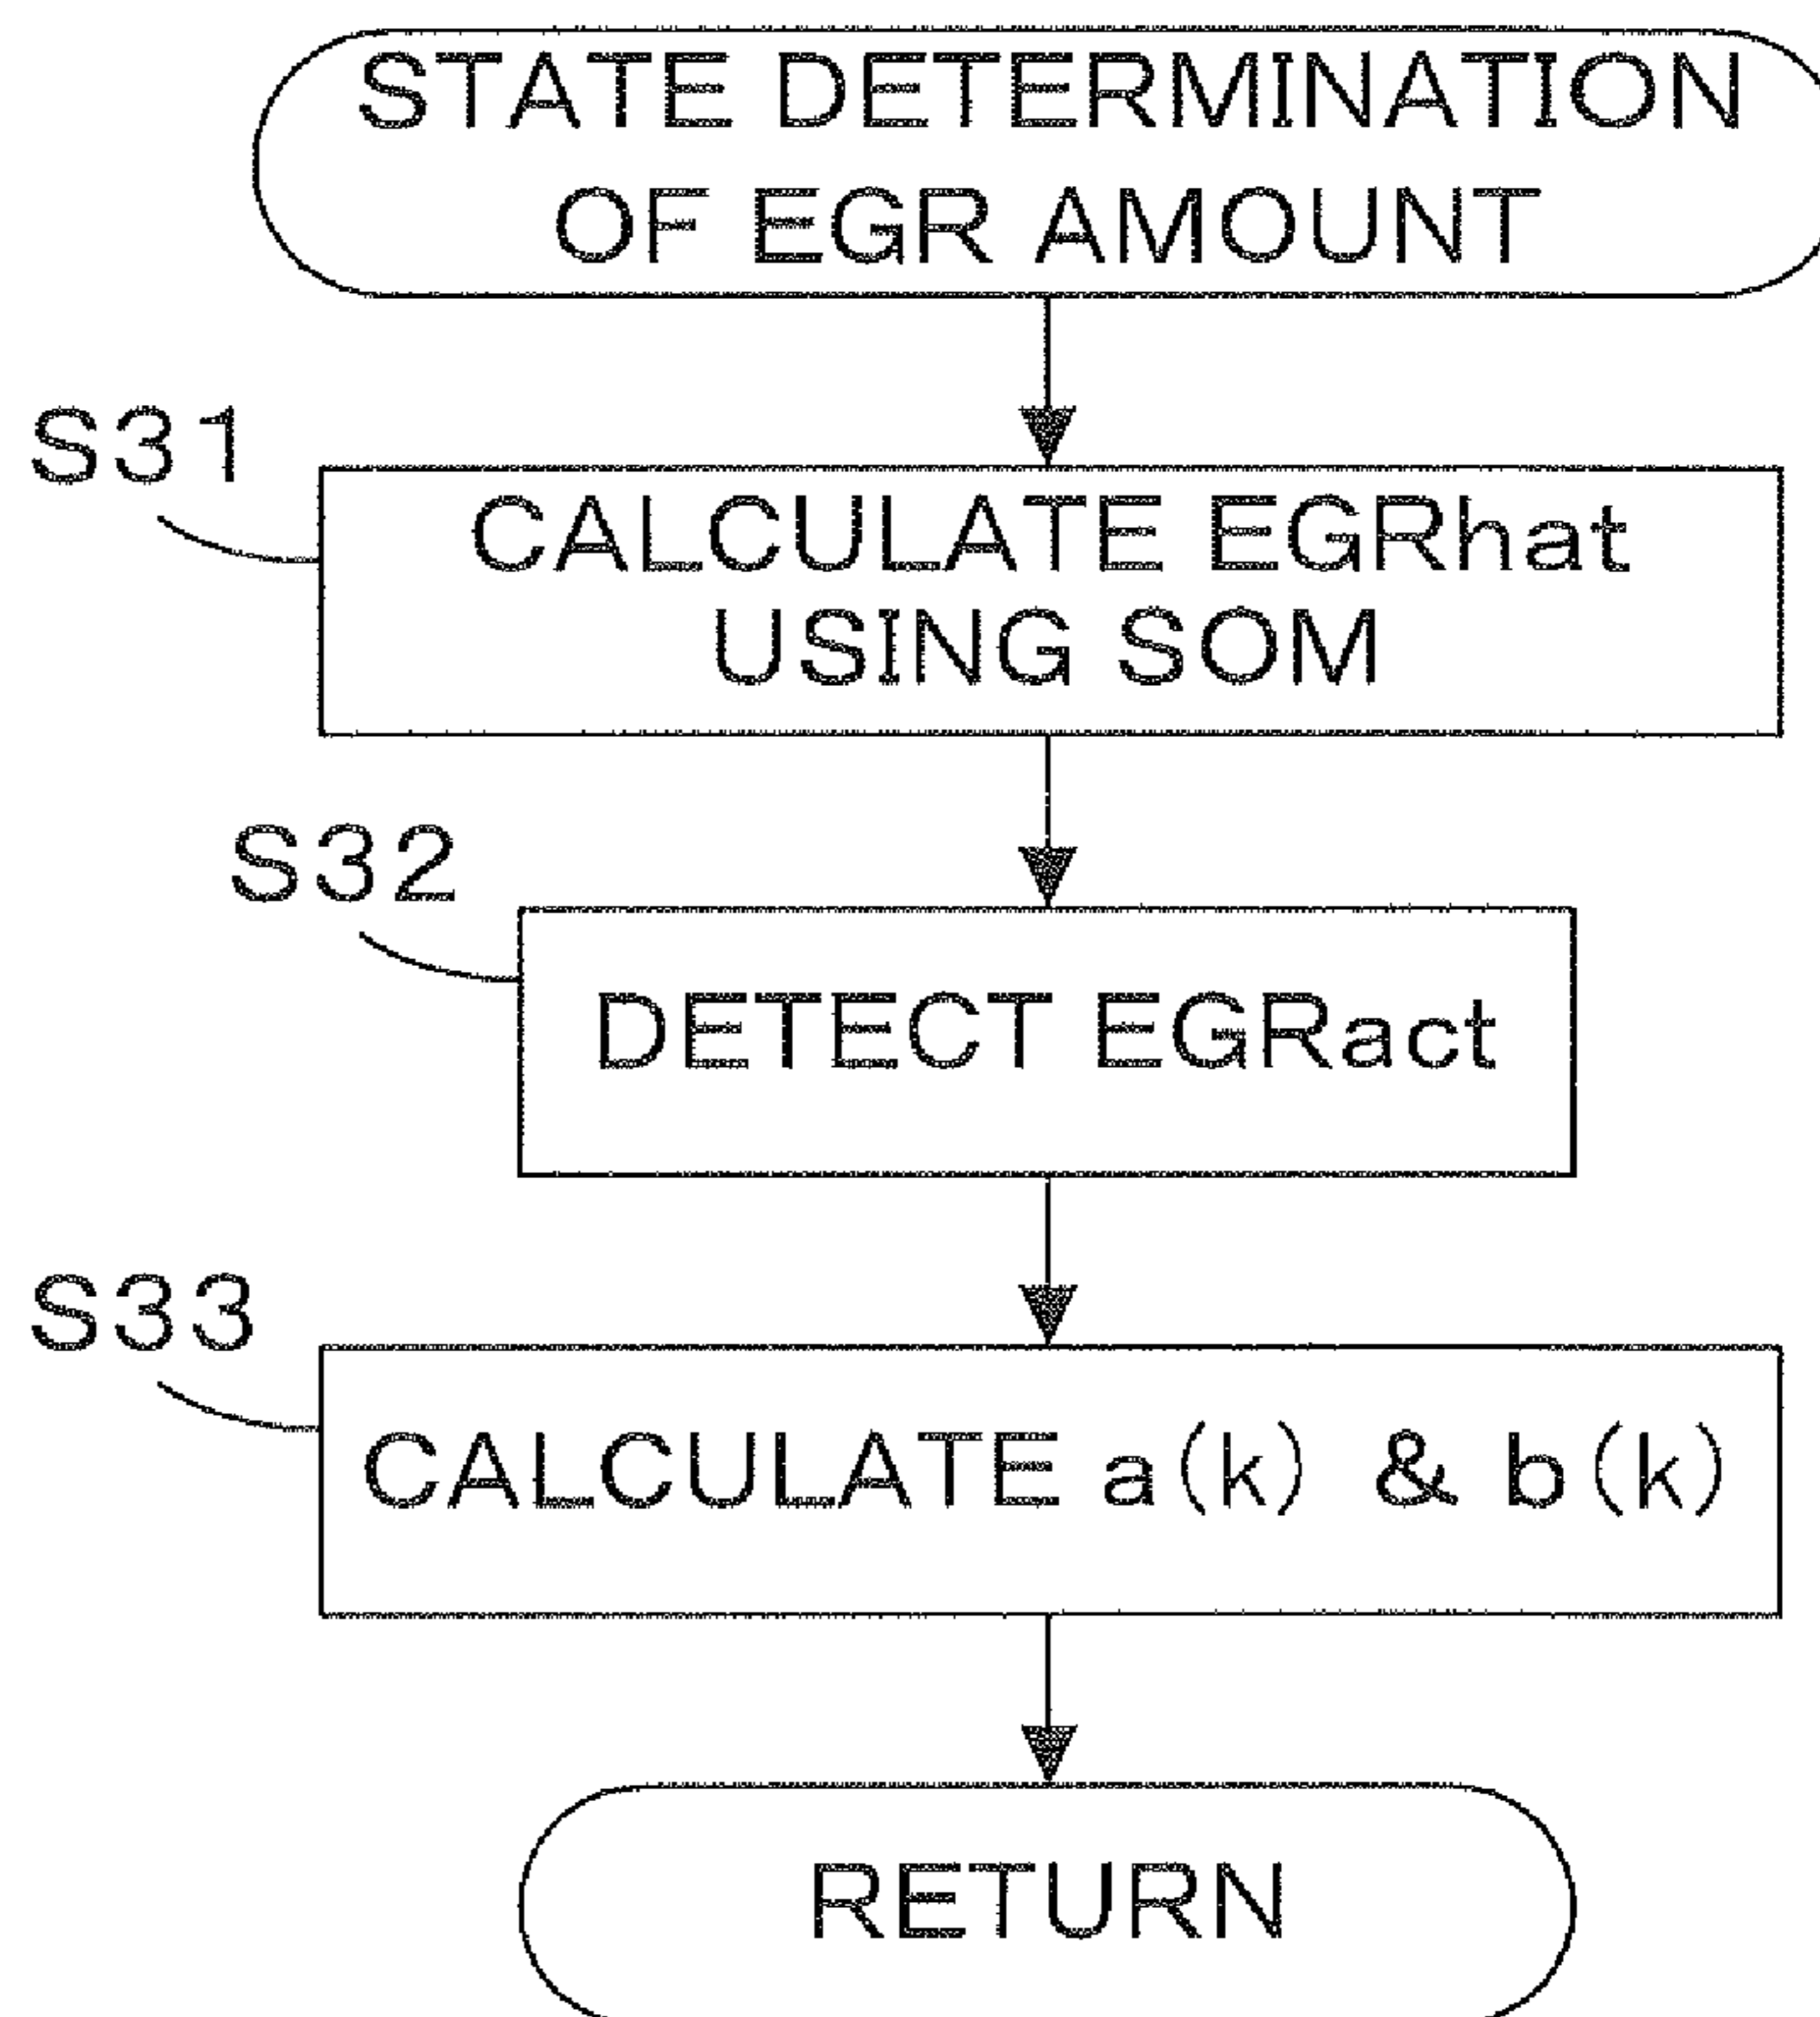 STATE DETERMINATION
OF EGR AMOUNT
S31
CALCULATE EGRhat
USING SOM
S32
DETECT EGRact
S33
CALCULATE a(k) & b(k)
RETURN